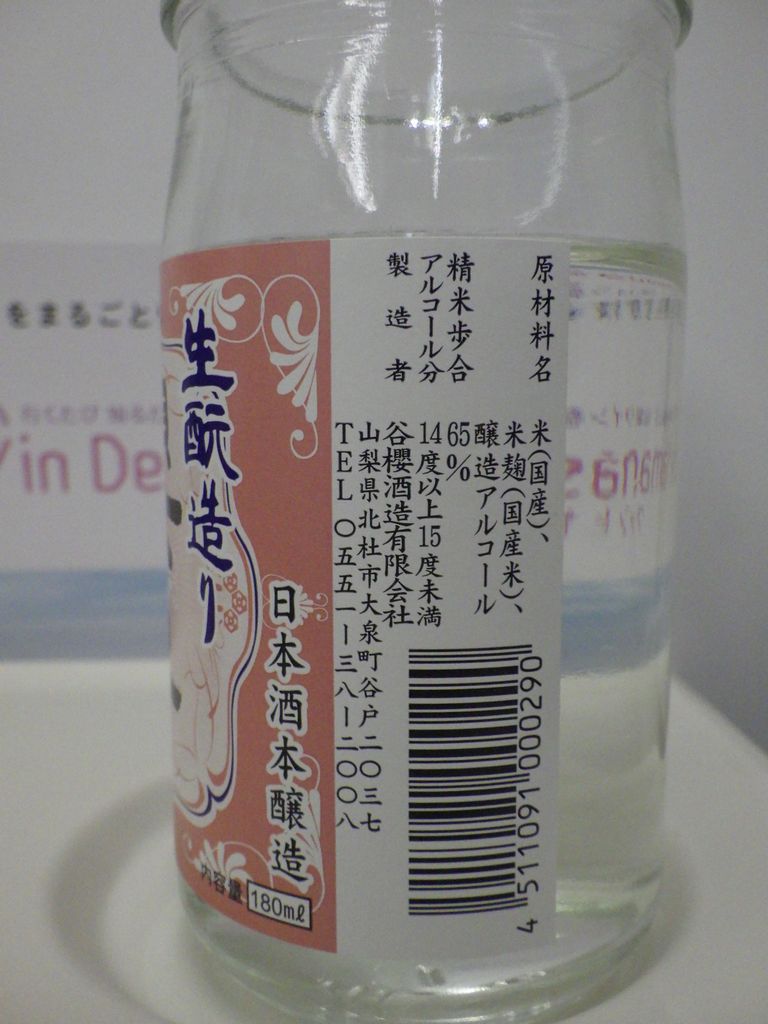 原材料名 米(国産)、
米麹(国産米)、
醸造アルコール
精米歩合 65%
アルコール分 14度以上15度未満
製造者 谷櫻酒造有限会社
山梨県北杜市大泉町谷戸二〇三七
TEL 〇五五一ー三八ー二〇〇八
4 511091 000290
生酛造り
日本酒本醸造
内容量 180ml
をまるごと
in De